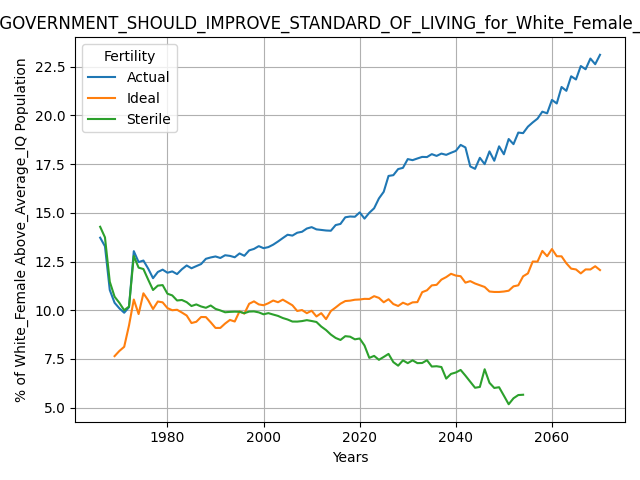 GOVERNMENT_SHOULD_IMPROVE_STANDARD_OF_LIVING_for_White_Female_
Fertility
Actual
Ideal
Sterile
% of White_Female Above_Average_IQ Population
22.5
20.0
17.5
15.0
12.5
10.0
7.5
5.0
1980
2000
2020
2040
2060
Years